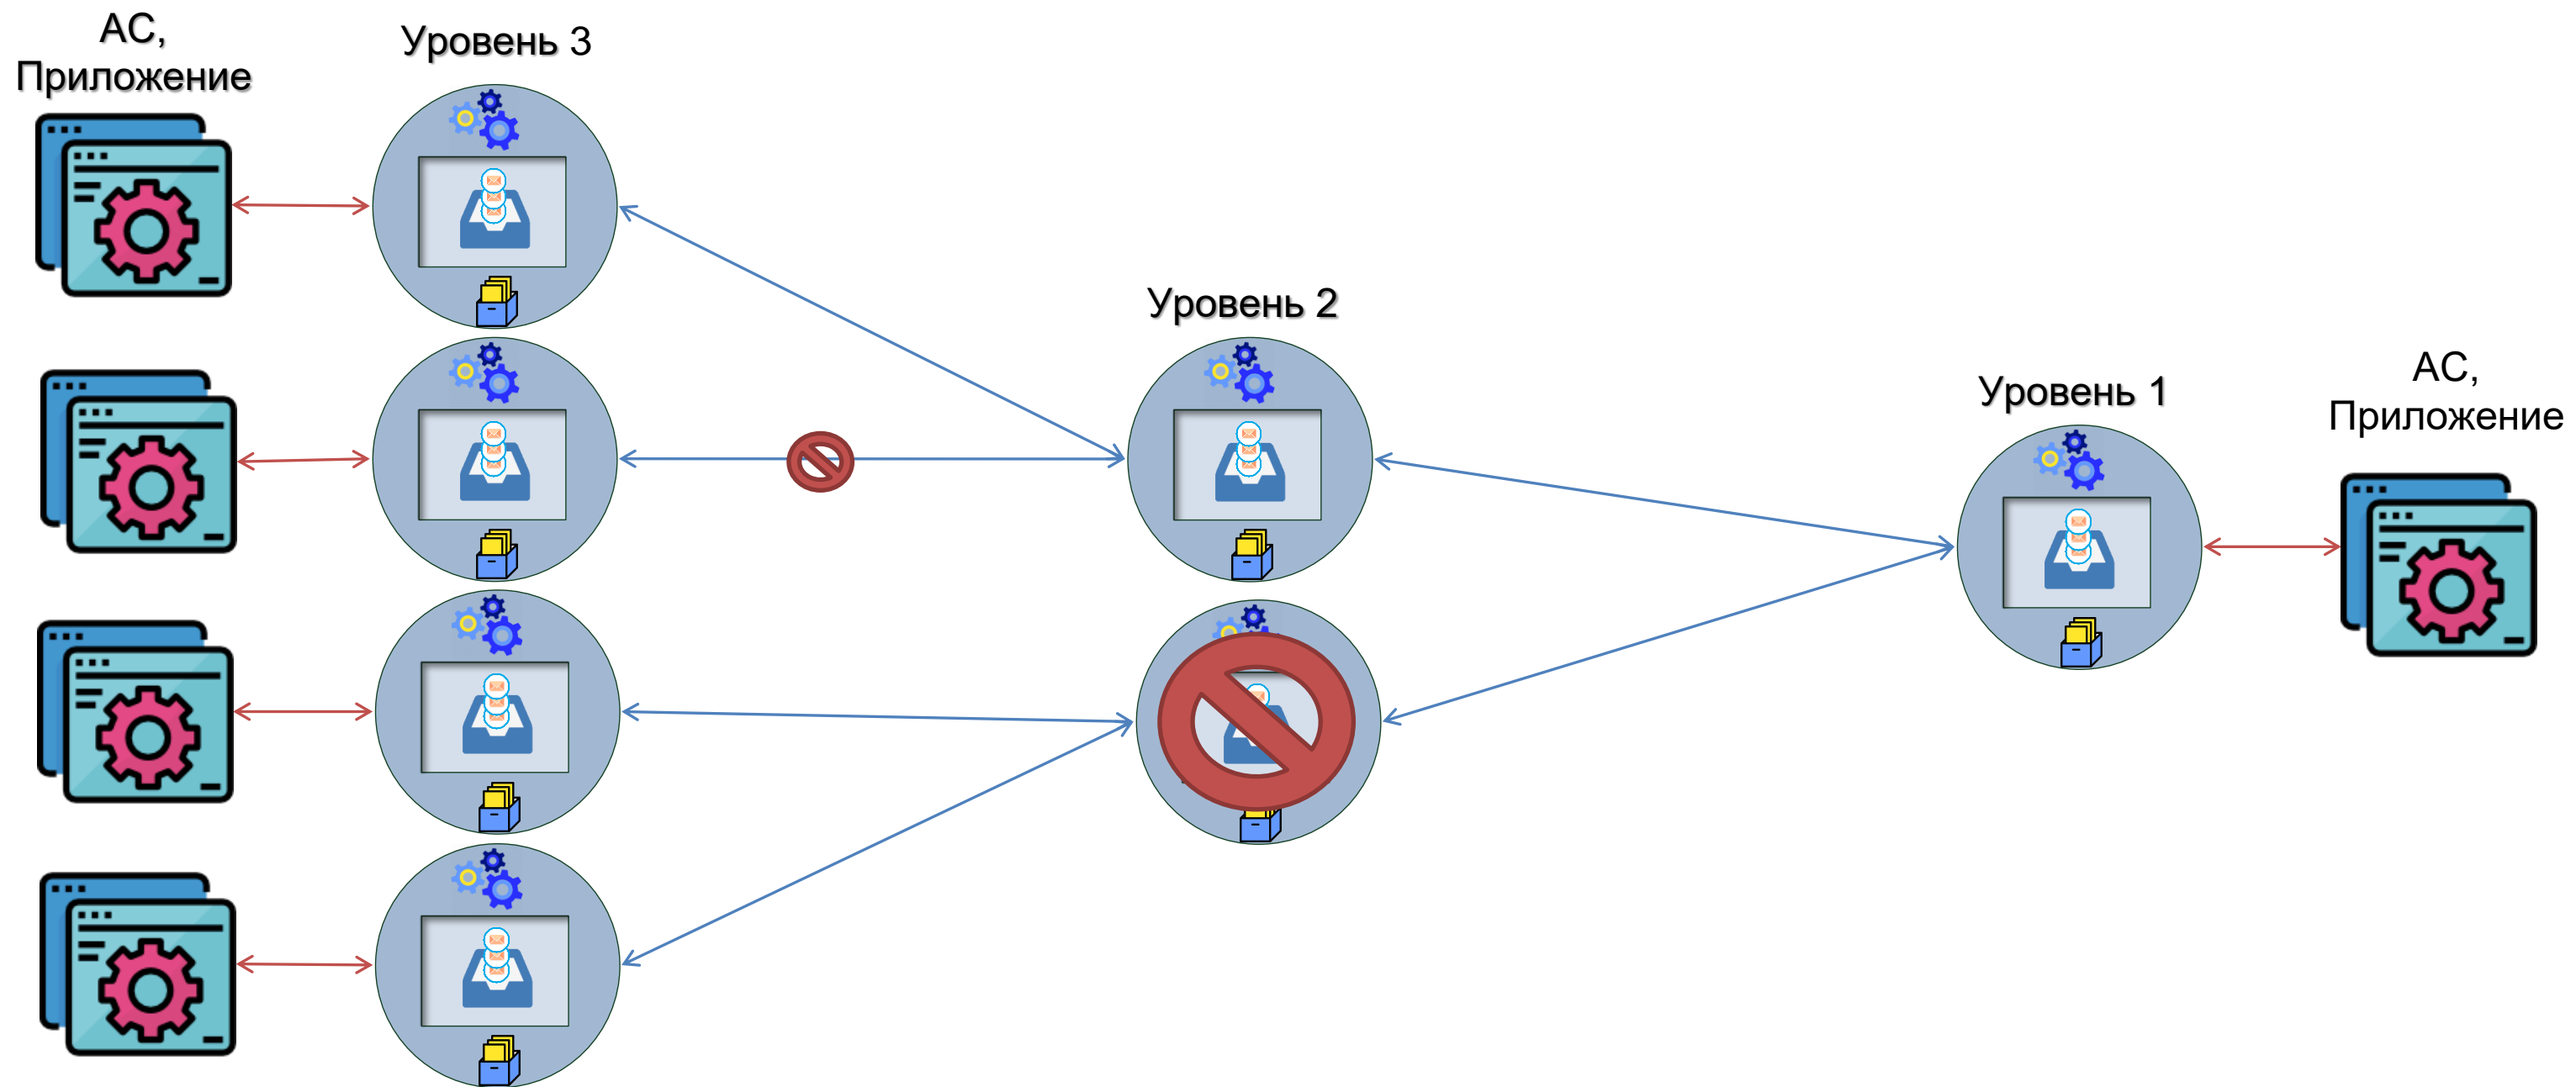 АС,
Приложение
Уровень 3
Уровень 2
Уровень 1
АС,
Приложение